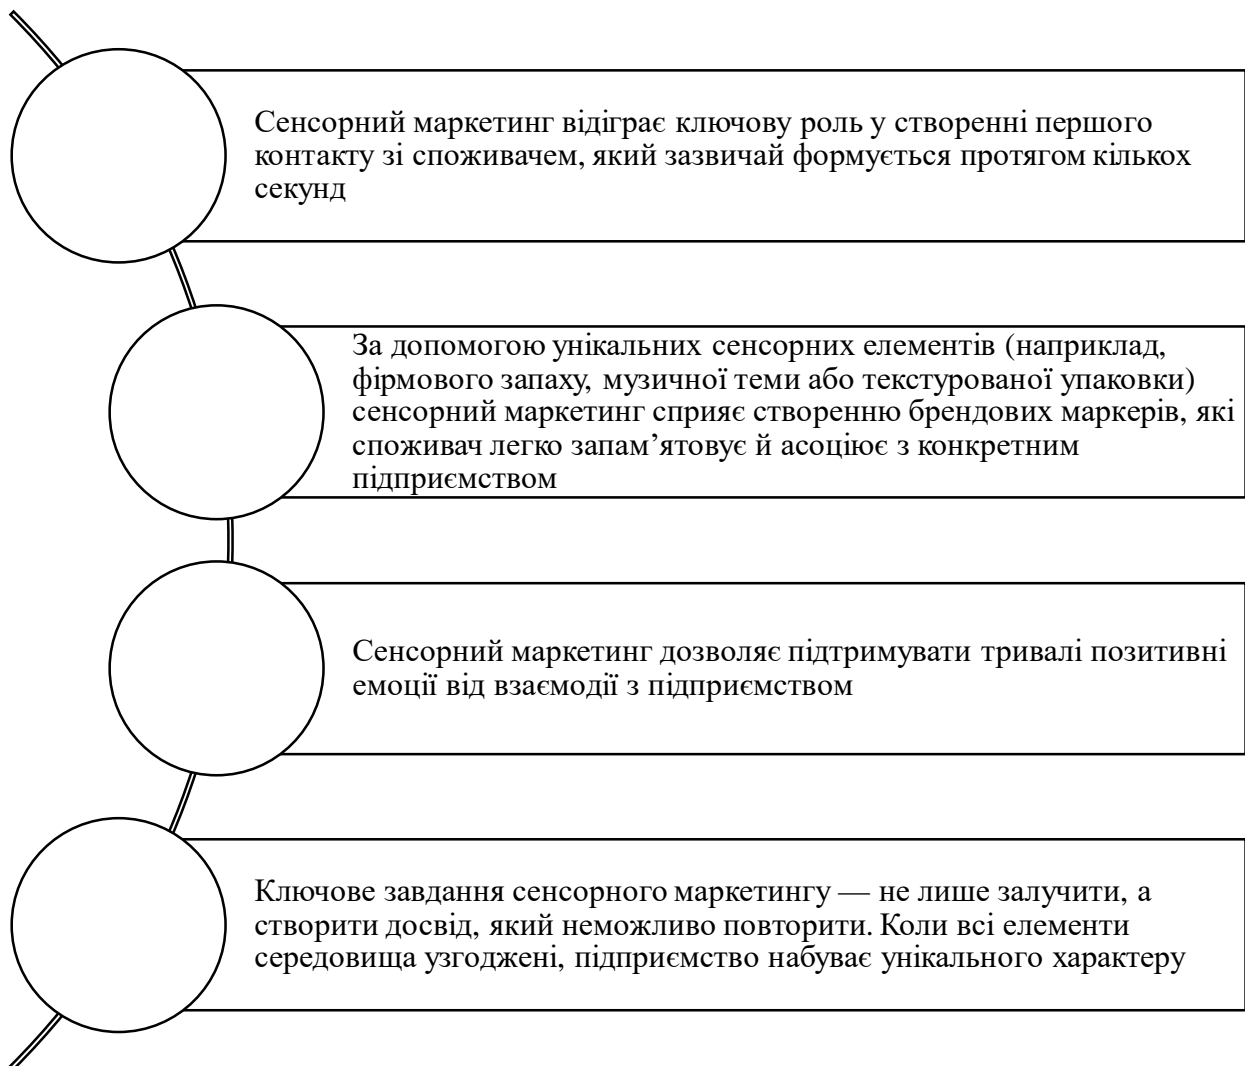 Сенсорний маркетинг відіграє ключову роль у створенні першого
контакту зі споживачем, який зазвичай формується протягом кількох
секунд
За допомогою унікальних сенсорних елементів (наприклад,
фірмового запаху, музичної теми або текстурованої упаковки)
сенсорний маркетинг сприяє створенню брендових маркерів, які
споживач легко запам’ятовує й асоціює з конкретним
підприємством
Сенсорний маркетинг дозволяє підтримувати тривалі позитивні
емоції від взаємодії з підприємством
Ключове завдання сенсорного маркетингу — не лише залучити, а
створити досвід, який неможливо повторити. Коли всі елементи
середовища узгоджені, підприємство набуває унікального характеру